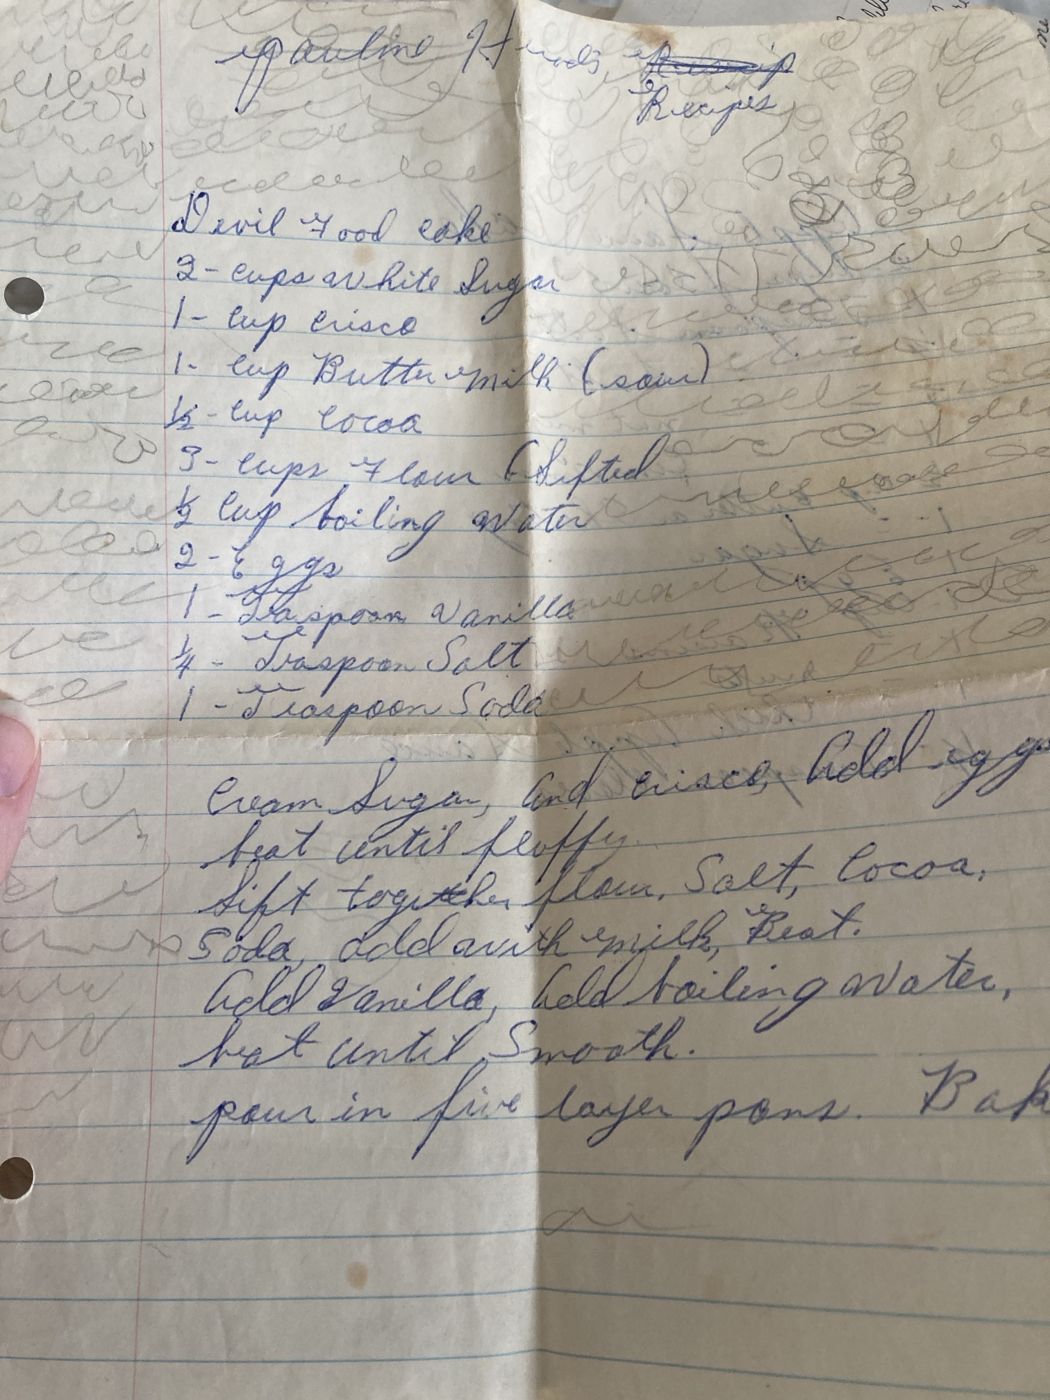 Recipes
Devil Food cake
2 - cups white Sugar
1 - cup crisco
1 - cup Butter milk (sour)
½ - cup cocoa
3 - cups Flour (Sifted
½ cup boiling water
2 - Eggs
1 - Teaspoon Vanilla
¼ - Teaspoon Salt
1 - Teaspoon Soda
Cream Sugar, And crisco, Add eggs
beat until fluffy.
Sift together flour, Salt, Cocoa,
Soda, add with milk, Beat.
Add Vanilla, Add boiling water,
beat until Smooth.
pour in five layer pans. Bak